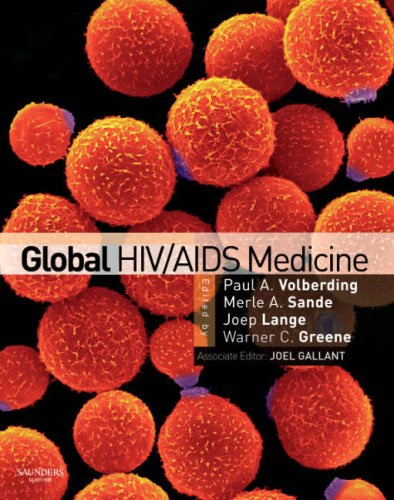 Global HIV/AIDS Medicine
Edited by
Paul A. Volberding
Merle A. Sande
Joep Lange
Warner C. Greene
Associate Editor: JOEL GALLANT
SAUNDERS
ELSEVIER